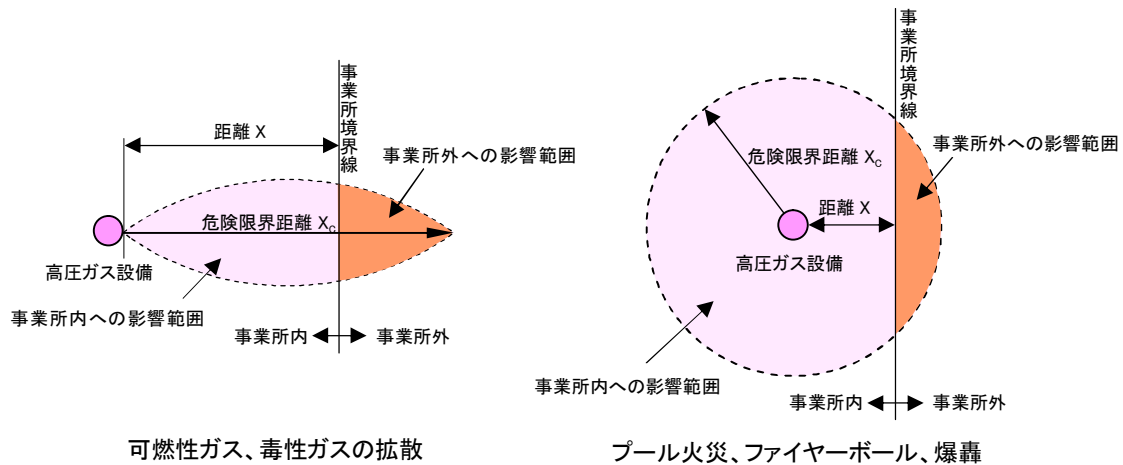 事業所境界線
距離 X
事業所外への影響範囲
危険限界距離 Xc
高圧ガス設備
事業所内への影響範囲
事業所内
事業所外
可燃性ガス、毒性ガスの拡散
事業所境界線
危険限界距離 Xc
事業所外への影響範囲
距離 X
高圧ガス設備
事業所内への影響範囲
事業所内
事業所外
プール火災、ファイヤーボール、爆轟